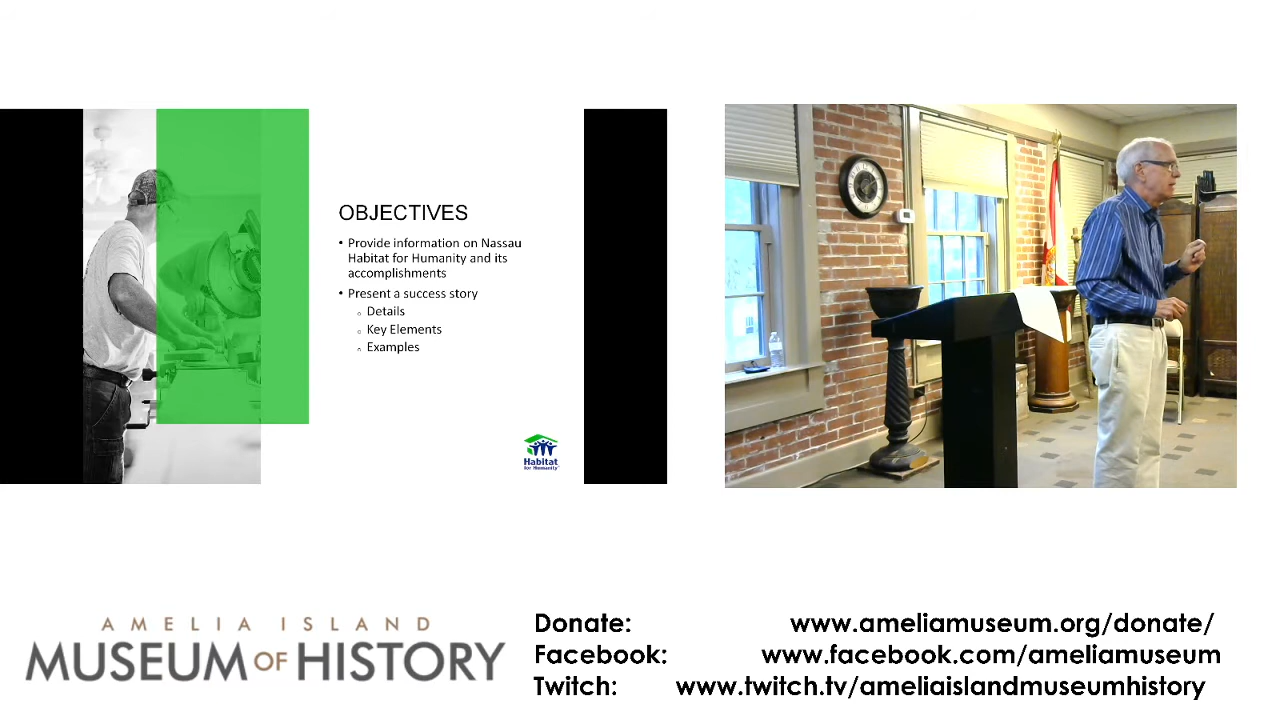 OBJECTIVES
• Provide information on Nassau
Habitat for Humanity and its
accomplishments
• Present a success story
o Details
o Key Elements
o Examples
Habitat
for Humanity
AMELIA ISLAND
MUSEUM OF HISTORY
Donate: www.ameliamuseum.org/donate/
Facebook: www.facebook.com/ameliamuseum
Twitch: www.twitch.tv/ameliaislandmuseumhistory